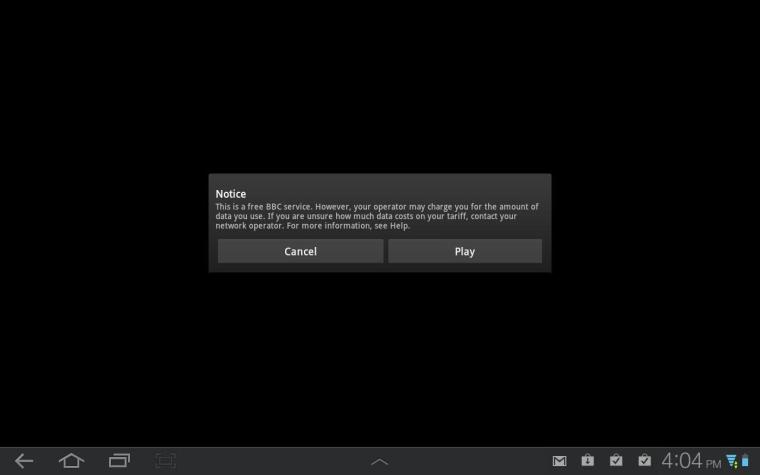 Notice
This is a free BBC service. However, your operator may charge you for the amount of
data you use. If you are unsure how much data costs on your tariff, contact your
network operator. For more information, see Help.
Cancel Play
4:04 PM